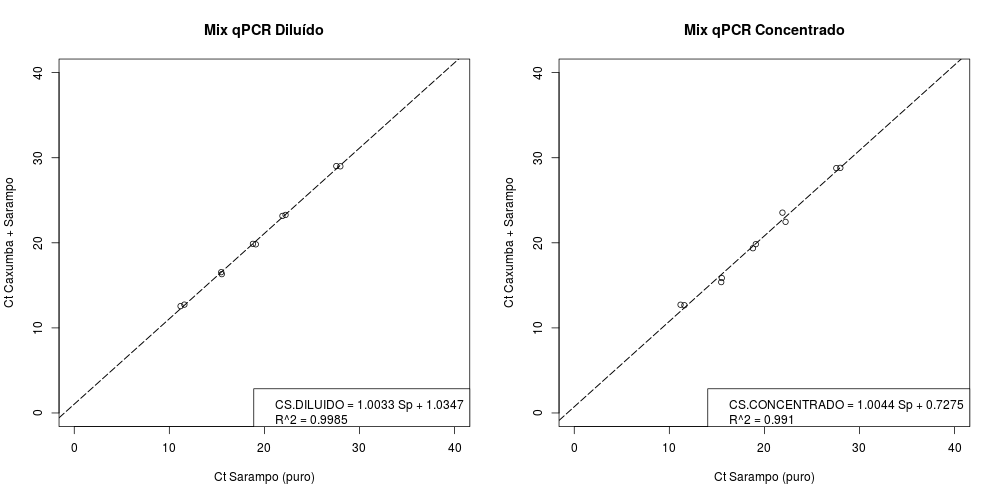 Mix qPCR Diluído
40
30
20
10
0
Ct Caxumba + Sarampo
CS.DILUIDO = 1.0033 Sp + 1.0347
R^2 = 0.9985
0 10 20 30 40
Ct Sarampo (puro)
Mix qPCR Concentrado
40
30
20
10
0
Ct Caxumba + Sarampo
CS.CONCENTRADO = 1.0044 Sp + 0.7275
R^2 = 0.991
0 10 20 30 40
Ct Sarampo (puro)